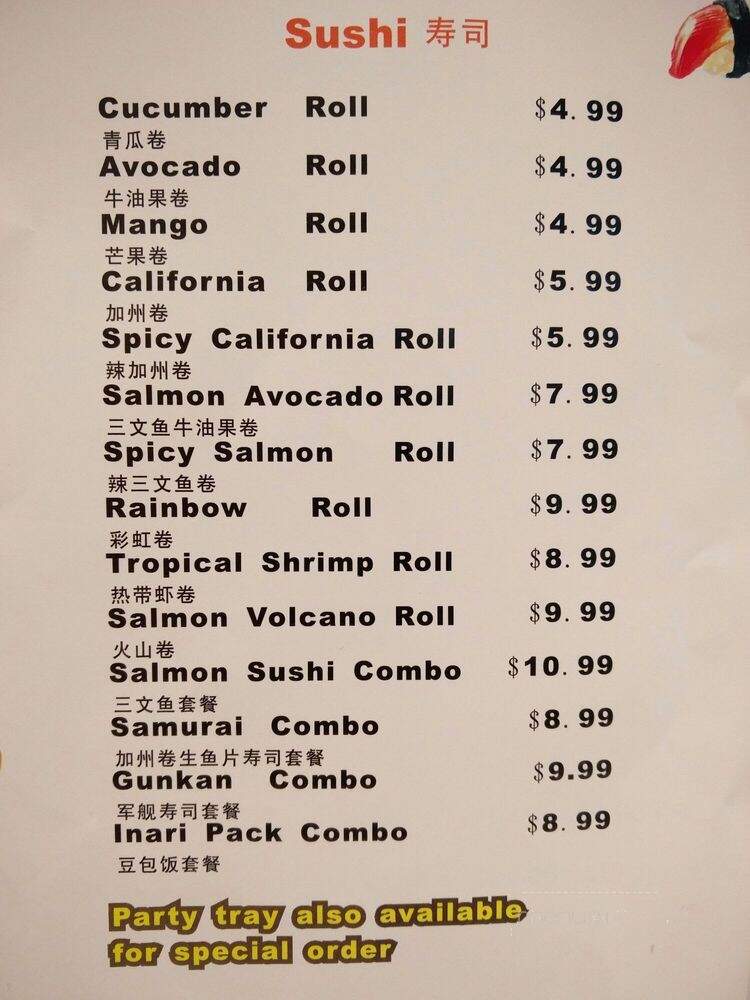 Sushi 寿司
Cucumber Roll $4.99
青瓜卷
Avocado Roll $4.99
牛油果卷
Mango Roll $4.99
芒果卷
California Roll $5.99
加州卷
Spicy California Roll $5.99
辣加州卷
Salmon Avocado Roll $7.99
三文鱼牛油果卷
Spicy Salmon Roll $7.99
辣三文鱼卷
Rainbow Roll $9.99
彩虹卷
Tropical Shrimp Roll $8.99
热带虾卷
Salmon Volcano Roll $9.99
火山卷
Salmon Sushi Combo $10.99
三文鱼套餐
Samurai Combo $8.99
加州卷生鱼片寿司套餐
Gunkan Combo $9.99
军舰寿司套餐
Inari Pack Combo $8.99
豆包饭套餐
Party tray also available
for special order